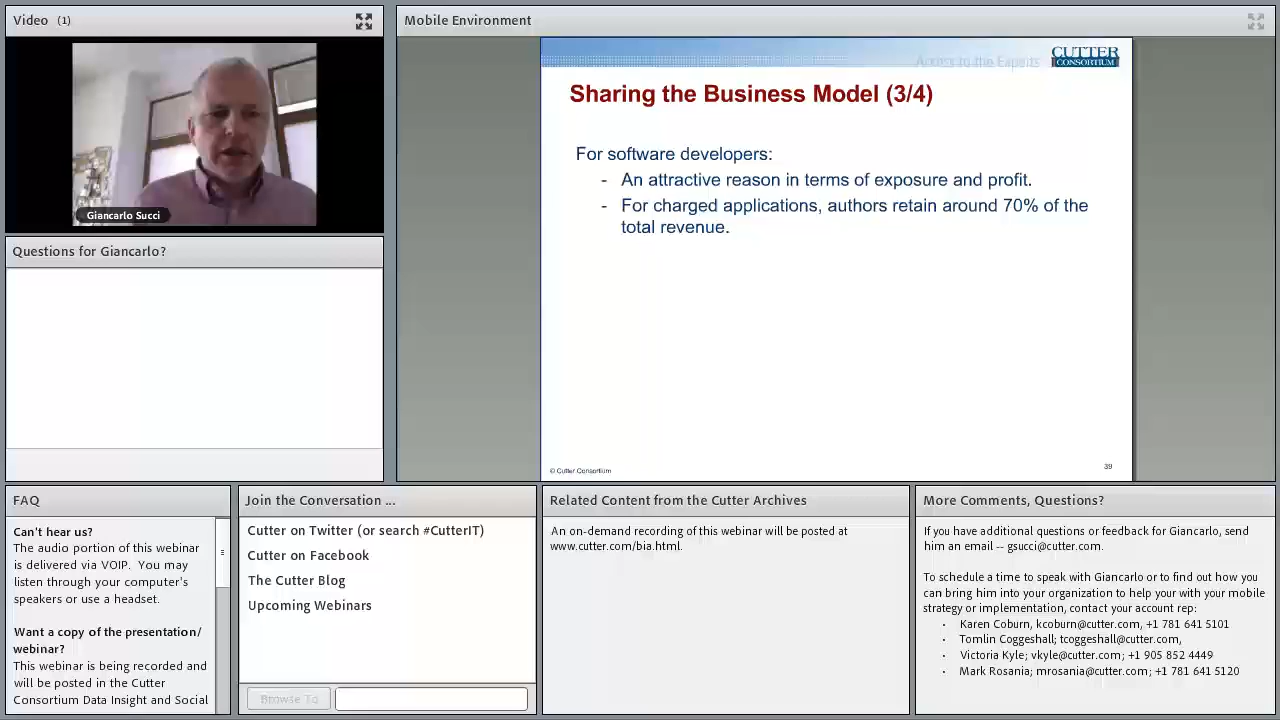 Video (1)
Giancarlo Succi
Questions for Giancarlo?
Mobile Environment
Access to the Experts
CUTTER
CONSORTIUM
Sharing the Business Model (3/4)
For software developers:
- An attractive reason in terms of exposure and profit.
- For charged applications, authors retain around 70% of the
total revenue.
© Cutter Consortium
39
FAQ
Can't hear us?
The audio portion of this webinar
is delivered via VOIP. You may
listen through your computer's
speakers or use a headset.
Want a copy of the presentation/
webinar?
This webinar is being recorded and
will be posted in the Cutter
Consortium Data Insight and Social
Join the Conversation ...
Cutter on Twitter (or search #CutterIT)
Cutter on Facebook
The Cutter Blog
Upcoming Webinars
Browse To
Related Content from the Cutter Archives
An on-demand recording of this webinar will be posted at
www.cutter.com/bia.html.
More Comments, Questions?
If you have additional questions or feedback for Giancarlo, send
him an email -- gsucci@cutter.com.
To schedule a time to speak with Giancarlo or to find out how you
can bring him into your organization to help your with your mobile
strategy or implementation, contact your account rep:
• Karen Coburn, kcoburn@cutter.com, +1 781 641 5101
• Tomlin Coggeshall; tcoggeshall@cutter.com,
• Victoria Kyle; vkyle@cutter.com; +1 905 852 4449
• Mark Rosania; mrosania@cutter.com; +1 781 641 5120